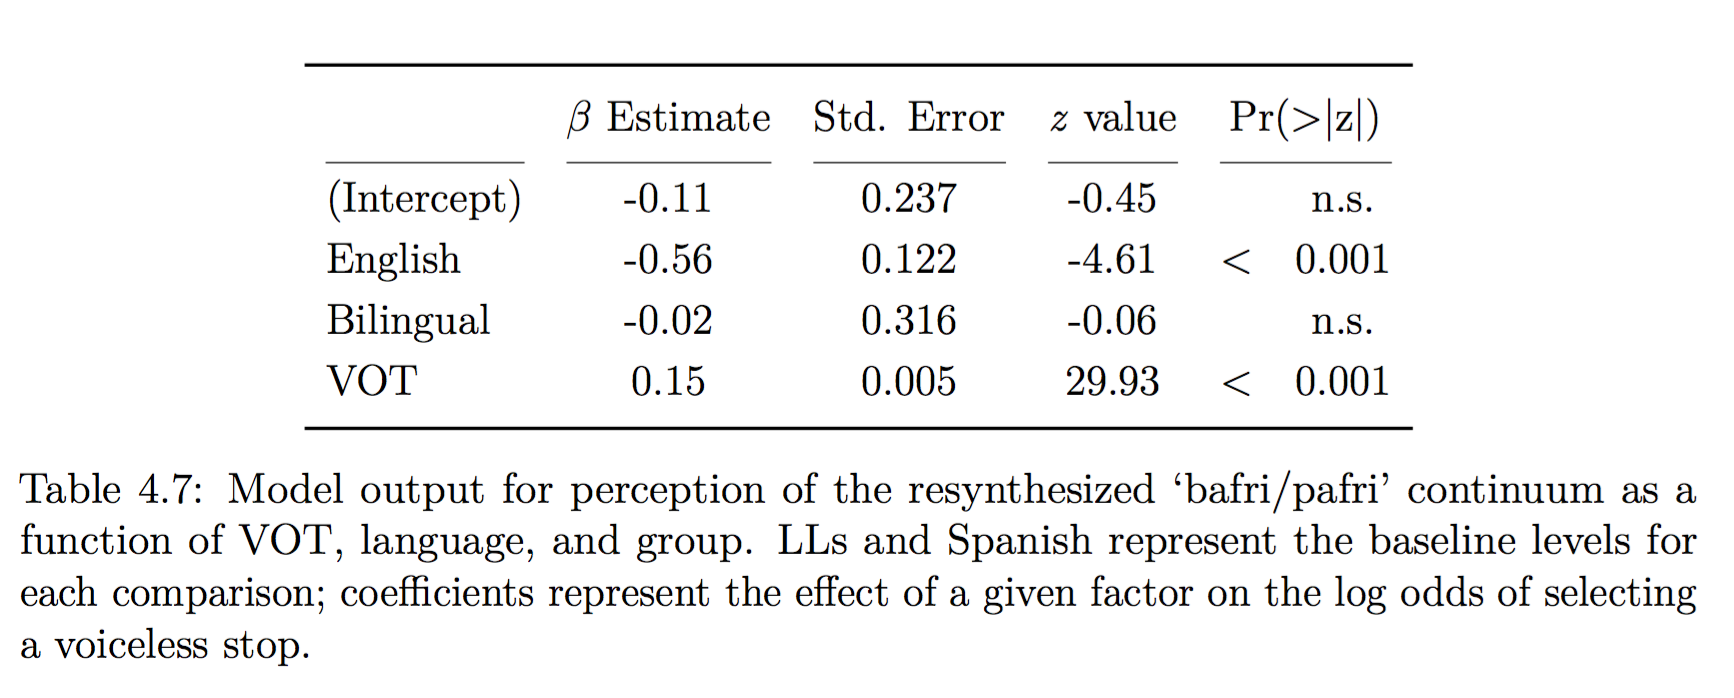 β Estimate Std. Error z value Pr(>|z|)
(Intercept) -0.11 0.237 -0.45 n.s.
English -0.56 0.122 -4.61 < 0.001
Bilingual -0.02 0.316 -0.06 n.s.
VOT 0.15 0.005 29.93 < 0.001
Table 4.7: Model output for perception of the resynthesized ‘bafri/pafri’ continuum as a
function of VOT, language, and group. LLs and Spanish represent the baseline levels for
each comparison; coefficients represent the effect of a given factor on the log odds of selecting
a voiceless stop.